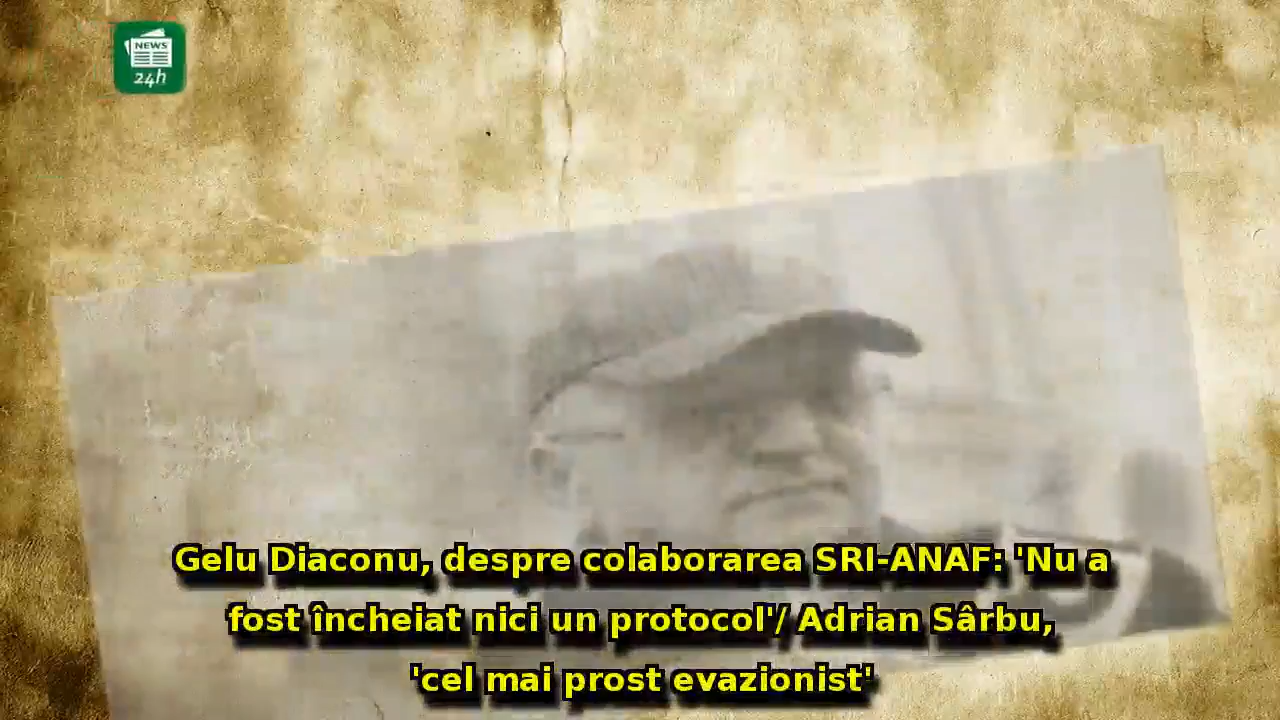 NEWS
24h
Gelu Diaconu, despre colaborarea SRI-ANAF: 'Nu a
fost încheiat nici un protocol'/ Adrian Sârbu,
'cel mai prost evazionist'